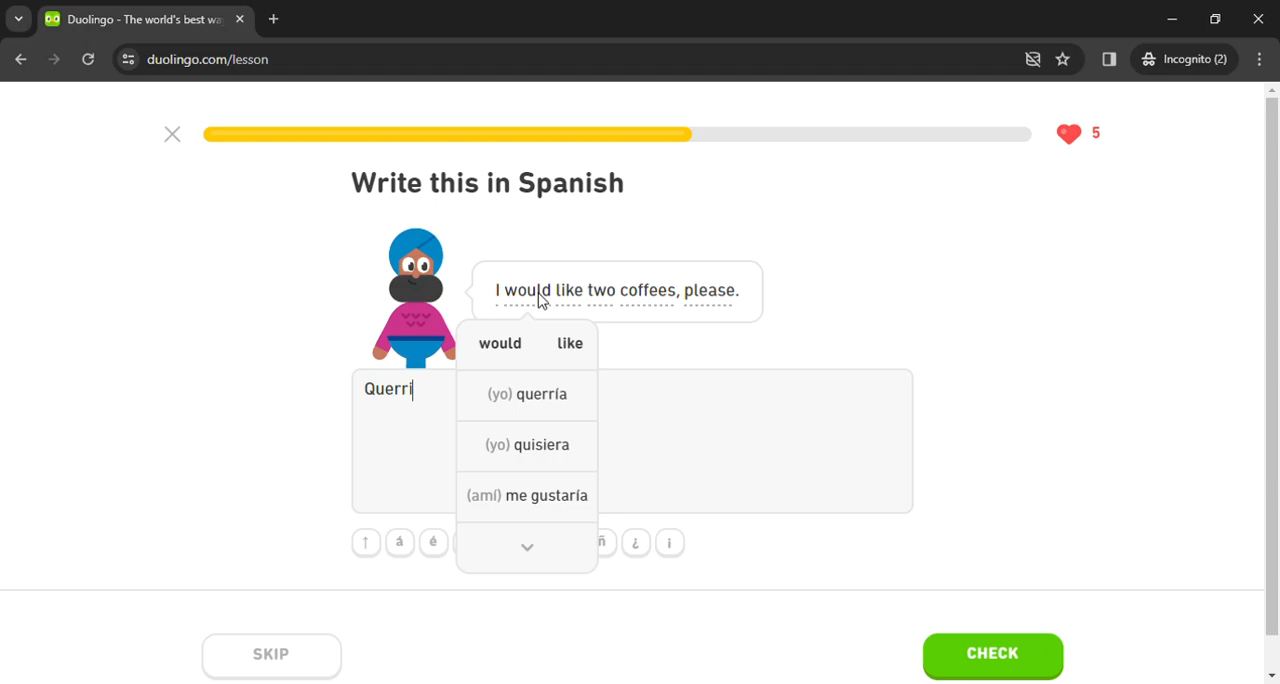 Duolingo - The world's best wa
duolingo.com/lesson
Incognito (2)
5
Write this in Spanish
I would like two coffees, please.
would like
(yo) querría
(yo) quisiera
(amí) me gustaría
Querri
↑ á é ñ ¿ ¡
SKIP
CHECK